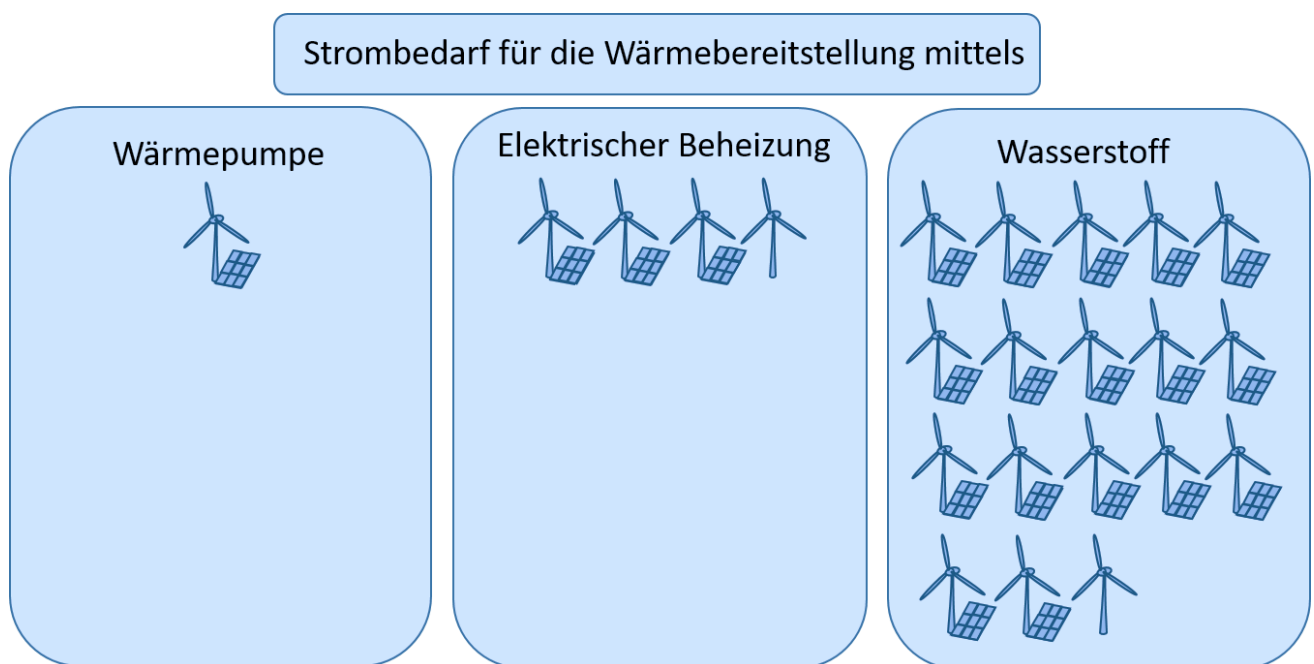 Strombedarf für die Wärmebereitstellung mittels
Wärmepumpe
Elektrischer Beheizung
Wasserstoff